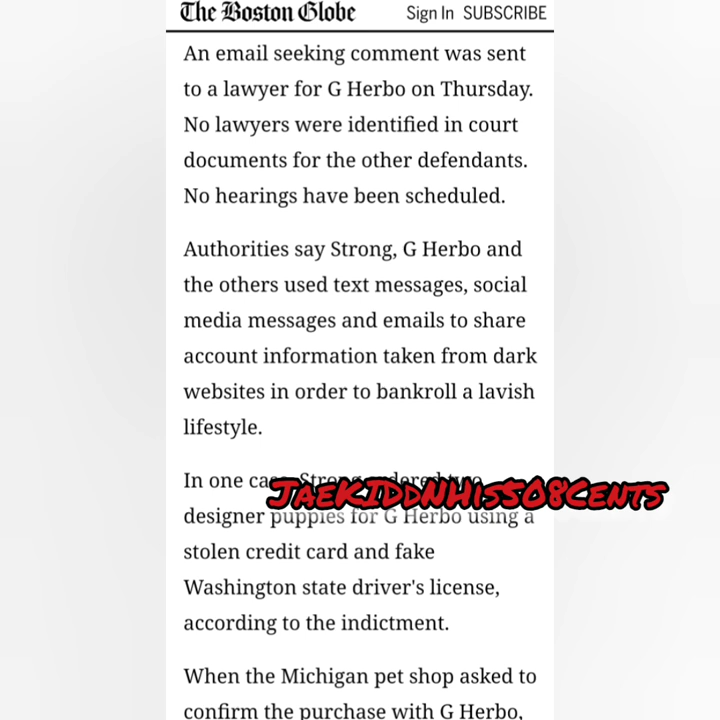 The Boston Globe
Sign In SUBSCRIBE
An email seeking comment was sent
to a lawyer for G Herbo on Thursday.
No lawyers were identified in court
documents for the other defendants.
No hearings have been scheduled.
Authorities say Strong, G Herbo and
the others used text messages, social
media messages and emails to share
account information taken from dark
websites in order to bankroll a lavish
lifestyle.
In one case, Strong ordered two
JAEKIDDNHIS508CENTS
designer puppies for G Herbo using a
stolen credit card and fake
Washington state driver's license,
according to the indictment.
When the Michigan pet shop asked to
confirm the purchase with G Herbo,